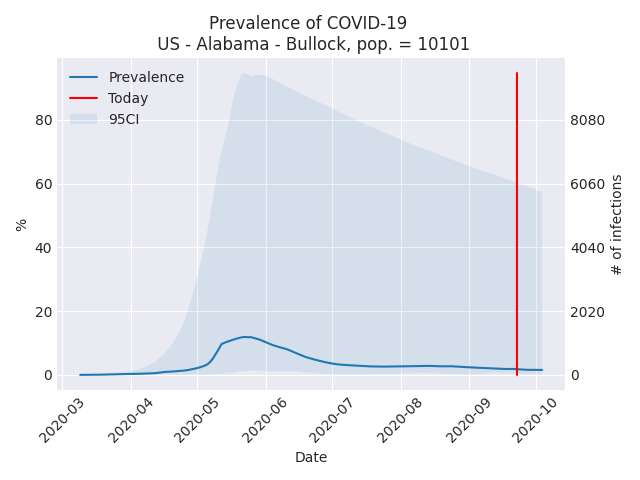 Prevalence of COVID-19
US - Alabama - Bullock, pop. = 10101
Prevalence
Today
95CI
%
80
60
40
20
0
8080
6060
4040
2020
0
# of infections
2020-03
2020-04
2020-05
2020-06
2020-07
2020-08
2020-09
2020-10
Date